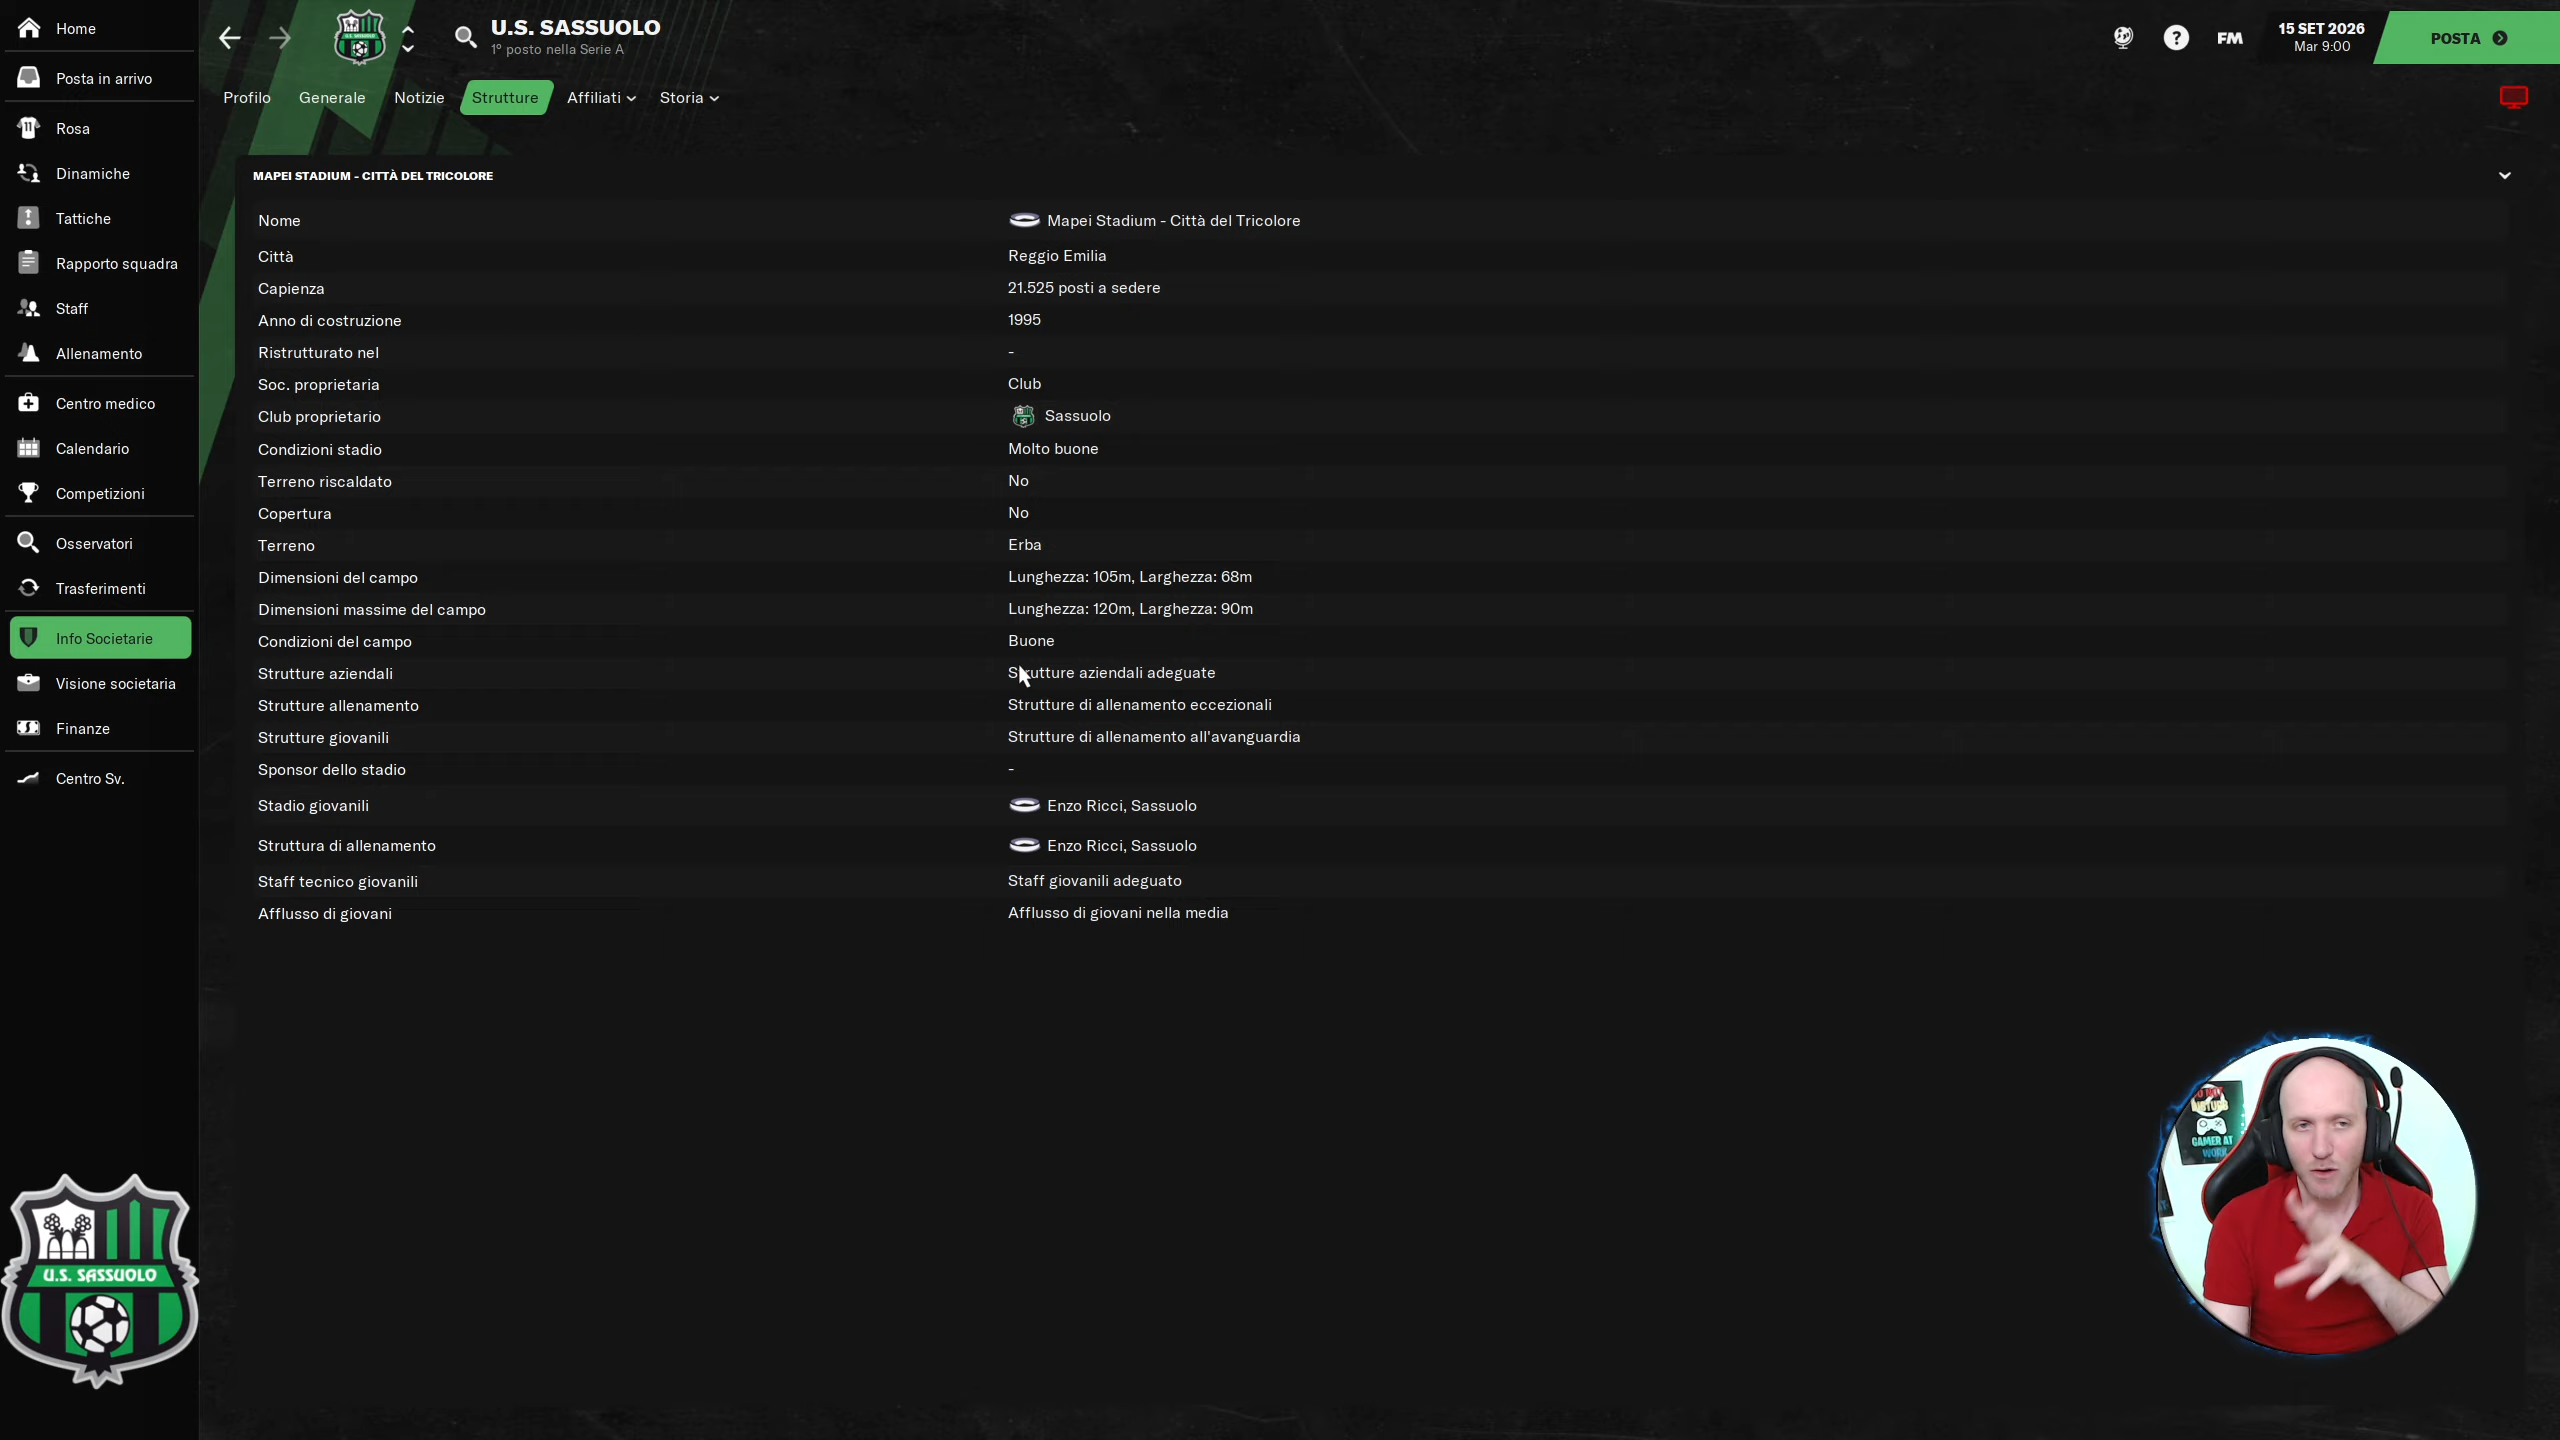 Home
Posta in arrivo
Rosa
Dinamiche
Tattiche
Rapporto squadra
Staff
Allenamento
Centro medico
Calendario
Competizioni
Osservatori
Trasferimenti
Info Societarie
Visione societaria
Finanze
Centro Sv.
U.S. SASSUOLO
U.S. SASSUOLO
1° posto nella Serie A
FM
15 SET 2026
Mar 9:00
POSTA
Profilo Generale Notizie Strutture Affiliati Storia
MAPEI STADIUM - CITTÀ DEL TRICOLORE
Nome Mapei Stadium - Città del Tricolore
Città Reggio Emilia
Capienza 21.525 posti a sedere
Anno di costruzione 1995
Ristrutturato nel -
Soc. proprietaria Club
Club proprietario Sassuolo
Condizioni stadio Molto buone
Terreno riscaldato No
Copertura No
Terreno Erba
Dimensioni del campo Lunghezza: 105m, Larghezza: 68m
Dimensioni massime del campo Lunghezza: 120m, Larghezza: 90m
Condizioni del campo Buone
Strutture aziendali Strutture aziendali adeguate
Strutture allenamento Strutture di allenamento eccezionali
Strutture giovanili Strutture di allenamento all'avanguardia
Sponsor dello stadio -
Stadio giovanili Enzo Ricci, Sassuolo
Struttura di allenamento Enzo Ricci, Sassuolo
Staff tecnico giovanili Staff giovanili adeguato
Afflusso di giovani Afflusso di giovani nella media
DO NOT
DISTURB
GAMER AT
WORK